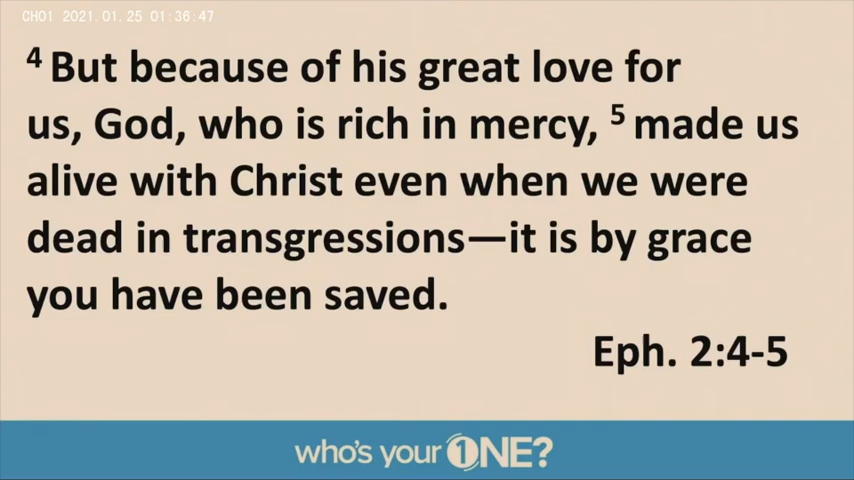 CH01 2021.01.25 01:36:47
⁴ But because of his great love for
us, God, who is rich in mercy, ⁵ made us
alive with Christ even when we were
dead in transgressions—it is by grace
you have been saved.
Eph. 2:4-5
who's your 1NE?